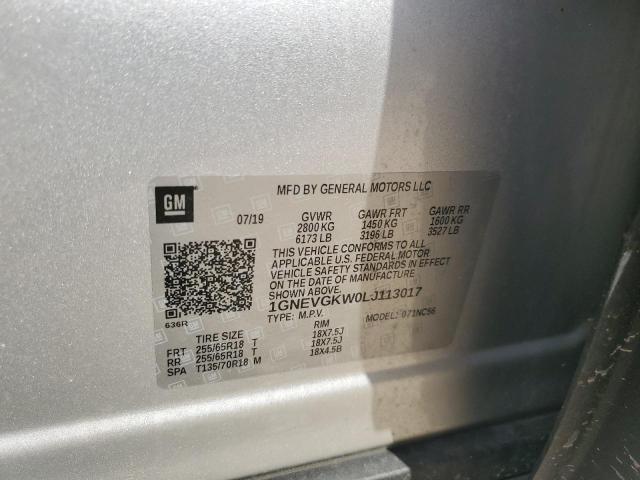 GM
MFD BY GENERAL MOTORS LLC
07/19
GVWR GAWR FRT GAWR RR
2800 KG 1450 KG 1600 KG
6173 LB 3196 LB 3527 LB
THIS VEHICLE CONFORMS TO ALL
APPLICABLE U.S. FEDERAL MOTOR
VEHICLE SAFETY STANDARDS IN EFFECT
ON THE DATE OF MANUFACTURE
SHOWN ABOVE.
1GNEVGKW0LJ113017
TYPE: M.P.V. MODEL: 071NC56
636R
TIRE SIZE RIM
FRT 255/65R18 T 18X7.5J
RR 255/65R18 T 18X7.5J
SPA T135/70R18 M 18X4.5B